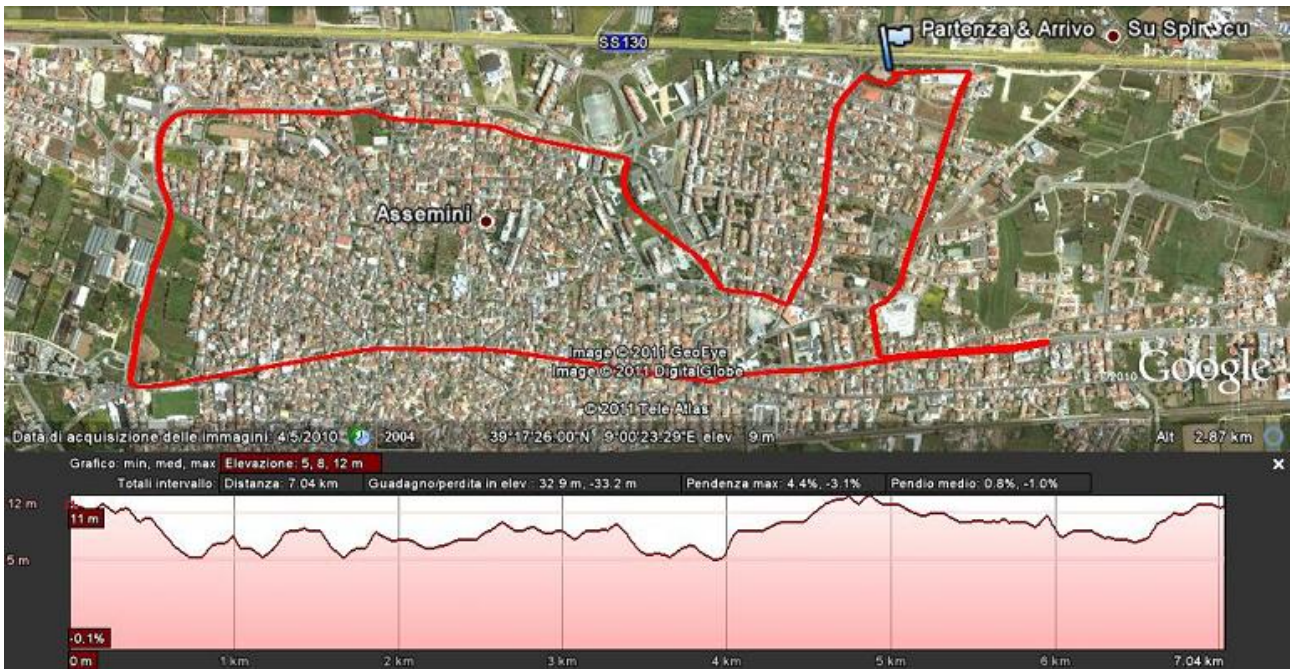 SS130
Partenza & Arrivo
Su Spirecu
Assemini
Image © 2011 GeoEye
Image © 2011 DigitalGlobe
© 2011 Tele Atlas
©2010 Google
Data di acquisizione delle immagini: 4/5/2010 2004 39°17'26.00"N 9°00'23.29"E elev 9 m Alt 2.87 km
Grafico: min, med, max Elevazione: 5, 8, 12 m
Totali intervallo: Distanza: 7.04 km Guadagno/perdita in elev.: 32.9 m, -33.2 m Pendenza max: 4.4%, -3.1% Pendio medio: 0.8%, -1.0%
12 m
11 m
5 m
-0.1%
0 m 1 km 2 km 3 km 4 km 5 km 6 km 7.04 km